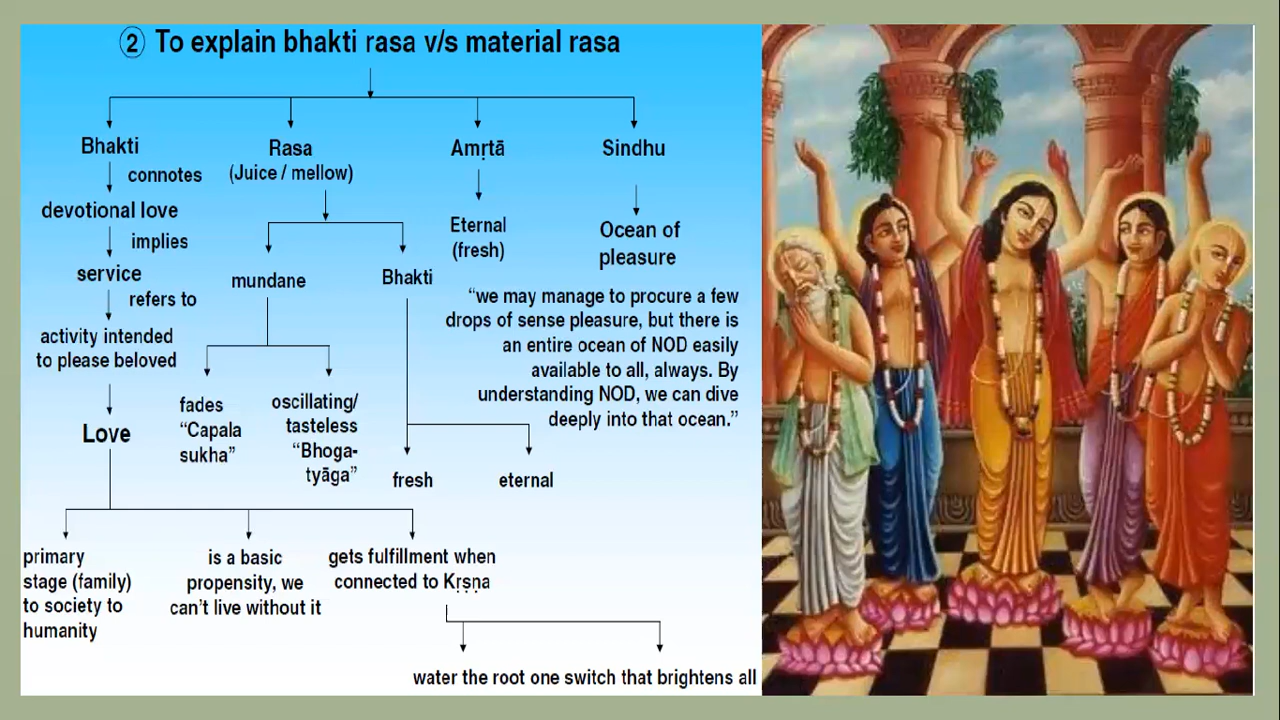 ② To explain bhakti rasa v/s material rasa
Bhakti
connotes
devotional love
implies
service
refers to
activity intended
to please beloved
Love
primary
stage (family)
to society to
humanity
is a basic
propensity, we
can't live without it
gets fulfillment when
connected to Kṛṣṇa
water the root one switch that brightens all
Rasa
(Juice / mellow)
mundane
fades
“Capala
sukha”
oscillating/
tasteless
“Bhoga-
tyāga”
Bhakti
fresh
eternal
Amṛtā
Eternal
(fresh)
Sindhu
Ocean of
pleasure
“we may manage to procure a few
drops of sense pleasure, but there is
an entire ocean of NOD easily
available to all, always. By
understanding NOD, we can dive
deeply into that ocean.”